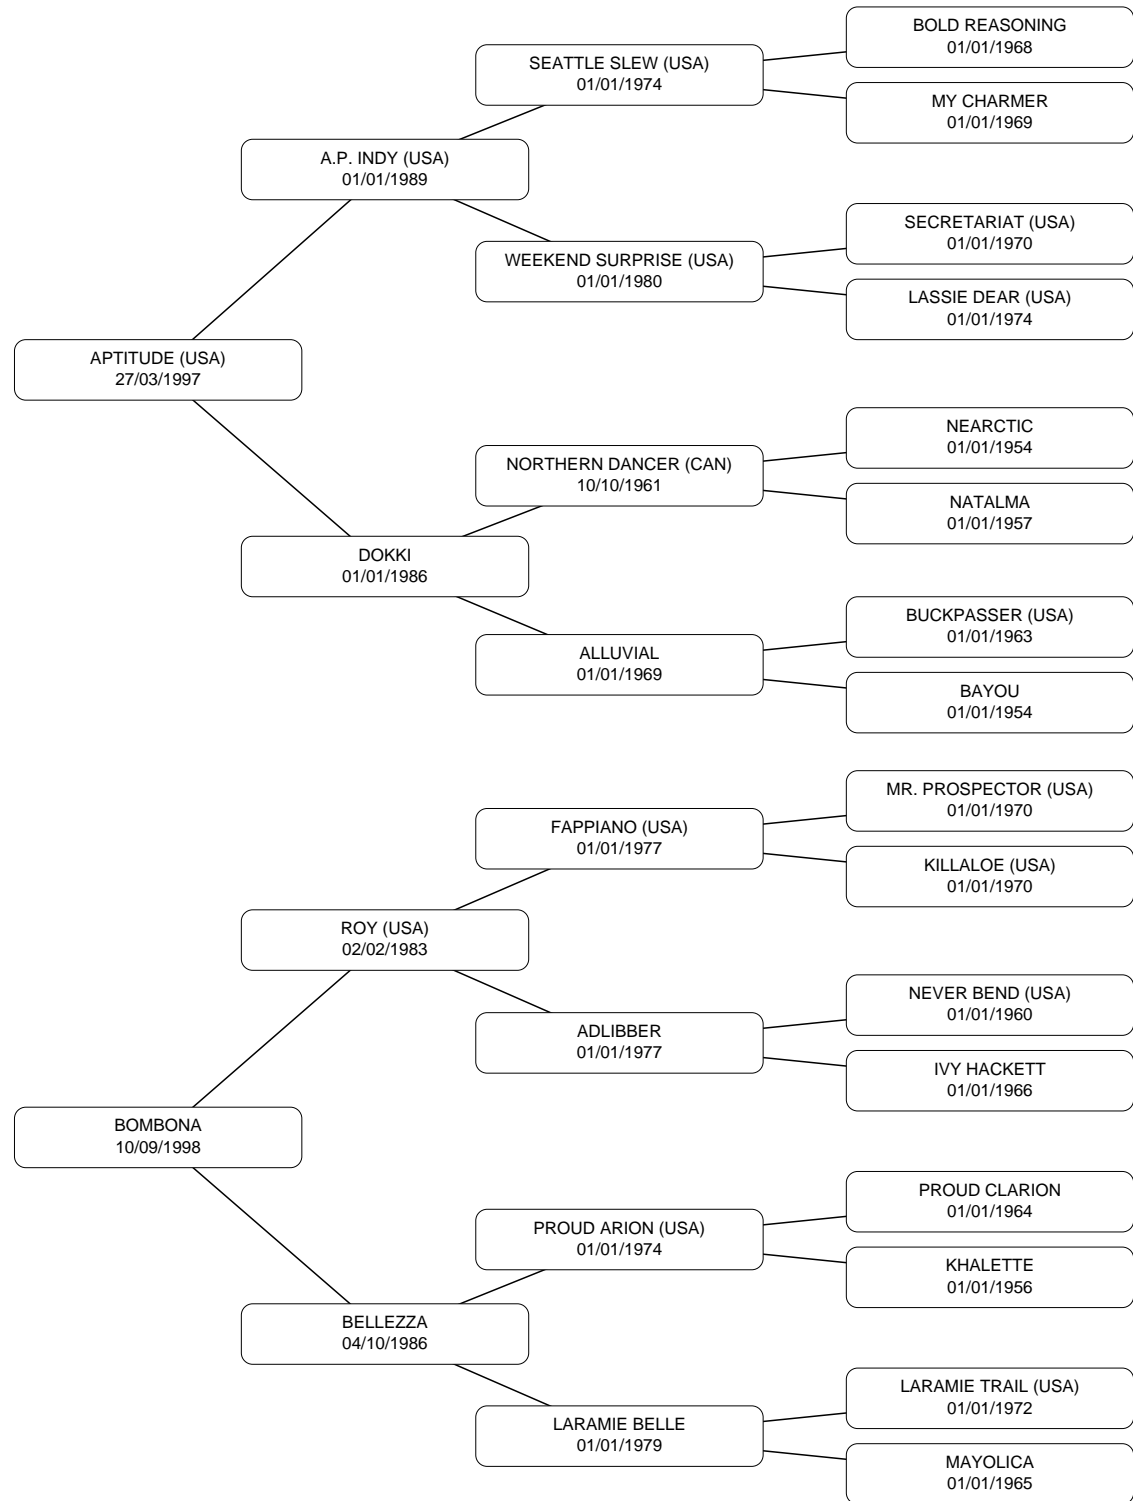 BOLD REASONING
01/01/1968
SEATTLE SLEW (USA)
01/01/1974
MY CHARMER
01/01/1969
A.P. INDY (USA)
01/01/1989
SECRETARIAT (USA)
01/01/1970
WEEKEND SURPRISE (USA)
01/01/1980
LASSIE DEAR (USA)
01/01/1974
APTITUDE (USA)
27/03/1997
NEARCTIC
01/01/1954
NORTHERN DANCER (CAN)
10/10/1961
NATALMA
01/01/1957
DOKKI
01/01/1986
BUCKPASSER (USA)
01/01/1963
ALLUVIAL
01/01/1969
BAYOU
01/01/1954
MR. PROSPECTOR (USA)
01/01/1970
FAPPIANO (USA)
01/01/1977
KILLALOE (USA)
01/01/1970
ROY (USA)
02/02/1983
NEVER BEND (USA)
01/01/1960
ADLIBBER
01/01/1977
IVY HACKETT
01/01/1966
BOMBONA
10/09/1998
PROUD CLARION
01/01/1964
PROUD ARION (USA)
01/01/1974
KHALETTE
01/01/1956
BELLEZZA
04/10/1986
LARAMIE TRAIL (USA)
01/01/1972
LARAMIE BELLE
01/01/1979
MAYOLICA
01/01/1965